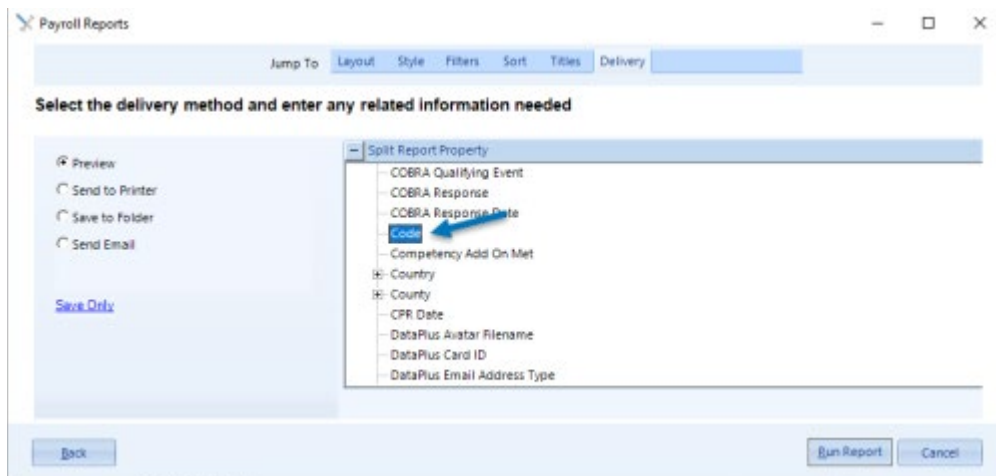 Payroll Reports
Jump To Layout Style Filters Sort Titles Delivery
Select the delivery method and enter any related information needed
Preview
Send to Printer
Save to Folder
Send Email
Save Only
Split Report Property
COBRA Qualifying Event
COBRA Response
COBRA Response Date
Code
Competency Add On Met
Country
County
CPR Date
DataPlus Avatar Filename
DataPlus Card ID
DataPlus Email Address Type
Back Run Report Cancel